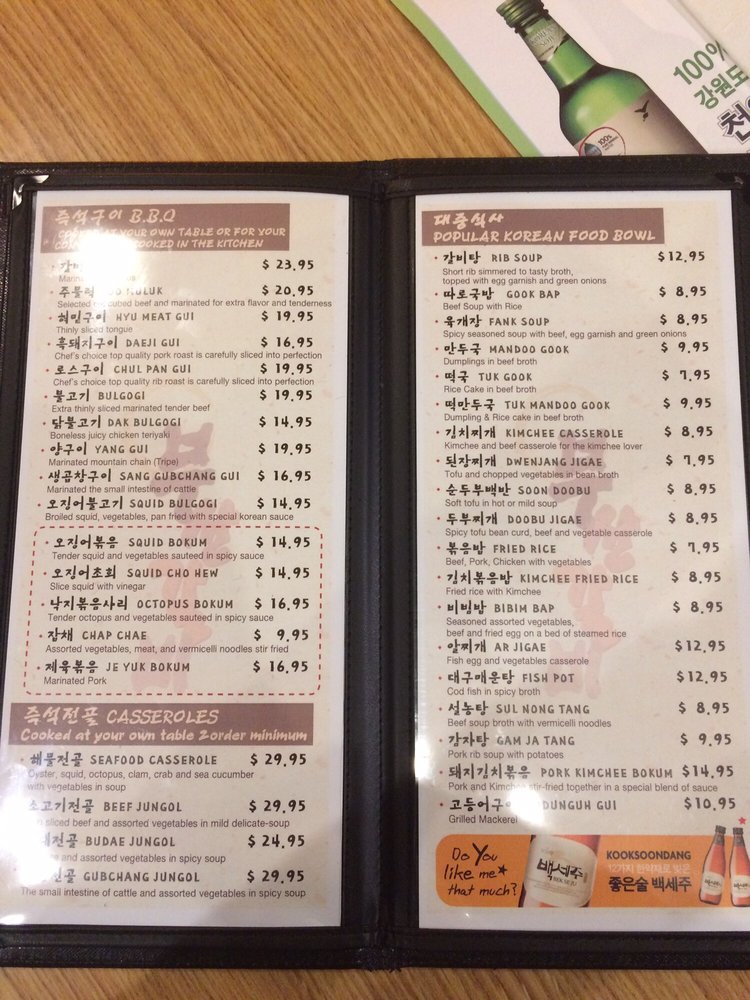 100%
강원도
즉석구이 B.B.Q
COOKED AT YOUR OWN TABLE OR FOR YOUR
COOKED IN THE KITCHEN
$ 23.95
주물럭 $ 20.95
Selected cubed beef and marinated for extra flavor and tenderness
혀밑구이 HYU MEAT GUI $ 19.95
Thinly sliced tongue
흑돼지구이 DAEJI GUI $ 16.95
Chef's choice top quality pork roast is carefully sliced into perfection
로스구이 CHUL PAN GUI $ 19.95
Chef's choice top quality rib roast is carefully sliced into perfection
불고기 BULGOGI $ 19.95
Extra thinly sliced marinated tender beef
닭불고기 DAK BULGOGI $ 14.95
Boneless juicy chicken teriyaki
양구이 YANG GUI $ 19.95
Marinated mountain chain (Tripe)
생곱창구이 SANG GUBCHANG GUI $ 16.95
Marinated the small intestine of cattle
오징어불고기 SQUID BULGOGI $ 14.95
Broiled squid, vegetables, pan fried with special korean sauce
오징어볶음 SQUID BOKUM $ 14.95
Tender squid and vegetables sauteed in spicy sauce
오징어초회 SQUID CHO HEW $ 14.95
Slice squid with vinegar
낙지볶음사리 OCTOPUS BOKUM $ 16.95
Tender octopus and vegetables sauteed in spicy sauce
잡채 CHAP CHAE $ 9.95
Assorted vegetables, meat, and vermicelli noodles stir fried
제육볶음 JE YUK BOKUM $ 16.95
Marinated Pork
즉석전골 CASSEROLES
Cooked at your own table 2order minimum
해물전골 SEAFOOD CASSEROLE $ 29.95
Oyster, squid, octopus, clam, crab and sea cucumber
with vegetables in soup
소고기전골 BEEF JUNGOL $ 29.95
sliced beef and assorted vegetables in mild delicate-soup
BUDAE JUNGOL $ 24.95
and assorted vegetables in spicy soup
GUBCHANG JUNGOL $ 29.95
The small intestine of cattle and assorted vegetables in spicy soup
대중식사
POPULAR KOREAN FOOD BOWL
갈비탕 RIB SOUP $12.95
Short rib simmered to tasty broth,
topped with egg garnish and green onions
따로국밥 GOOK BAP $ 8.95
Beef Soup with Rice
육개장 FANK SOUP $ 8.95
Spicy seasoned soup with beef, egg garnish and green onions
만두국 MANDOO GOOK $ 9.95
Dumplings in beef broth
떡국 TUK GOOK $ 7.95
Rice Cake in beef broth
떡만두국 TUK MANDOO GOOK $ 9.95
Dumpling & Rice cake in beef broth
김치찌개 KIMCHEE CASSEROLE $ 8.95
Kimchee and beef casserole for the kimchee lover
된장찌개 DWENJANG JIGAE $ 7.95
Tofu and chopped vegetables in bean broth
순두부백반 SOON DOOBU $ 8.95
Soft tofu in hot or mild soup
두부찌개 DOOBU JIGAE $ 8.95
Spicy tofu bean curd, beef and vegetable casserole
볶음밥 FRIED RICE $ 7.95
Beef, Pork, Chicken with vegetables
김치볶음밥 KIMCHEE FRIED RICE $ 8.95
Fried rice with Kimchee
비빔밥 BIBIM BAP $ 8.95
Seasoned assorted vegetables,
beef and fried egg on a bed of steamed rice
알찌개 AR JIGAE $12.95
Fish egg and vegetables casserole
대구매운탕 FISH POT $12.95
Cod fish in spicy broth
설농탕 SUL NONG TANG $ 8.95
Beef soup broth with vermicelli noodles
감자탕 GAM JA TANG $ 9.95
Pork rib soup with potatoes
돼지김치볶음 PORK KIMCHEE BOKUM $14.95
Pork and Kimchee stir-fried together in a special blend of sauce
고등어구이 GUI $10.95
Grilled Mackerel
Do You
like me
that much?
백세주
KOOKSOONDANG
12가지 한약재로 빚은
좋은술 백세주